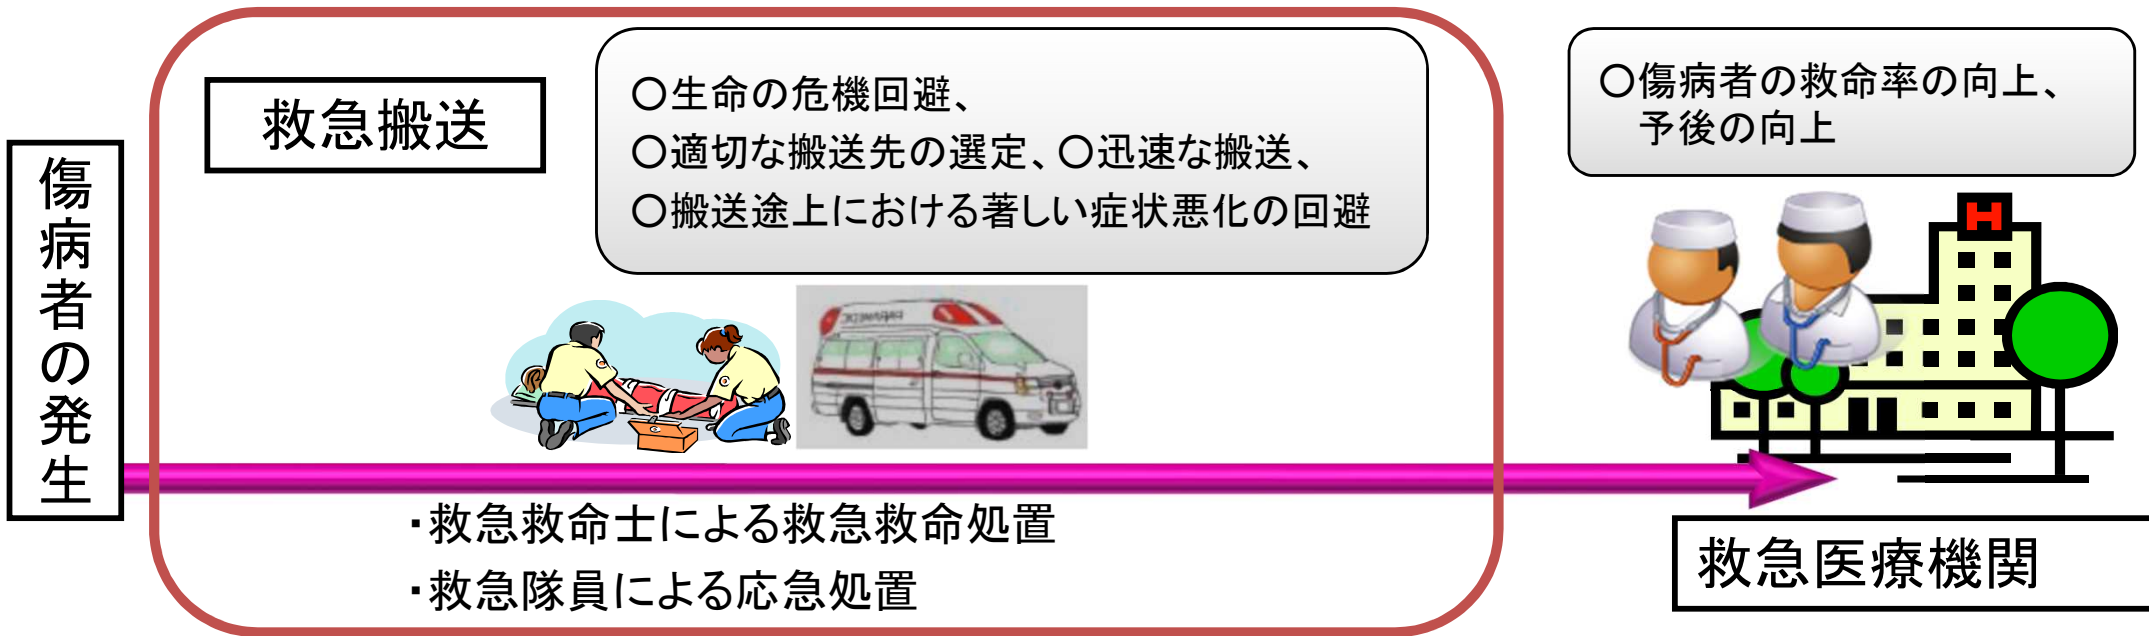 傷病者の発生
救急搬送
〇生命の危機回避、
〇適切な搬送先の選定、〇迅速な搬送、
〇搬送途上における著しい症状悪化の回避
・救急救命士による救急救命処置
・救急隊員による応急処置
〇傷病者の救命率の向上、
予後の向上
H
救急医療機関